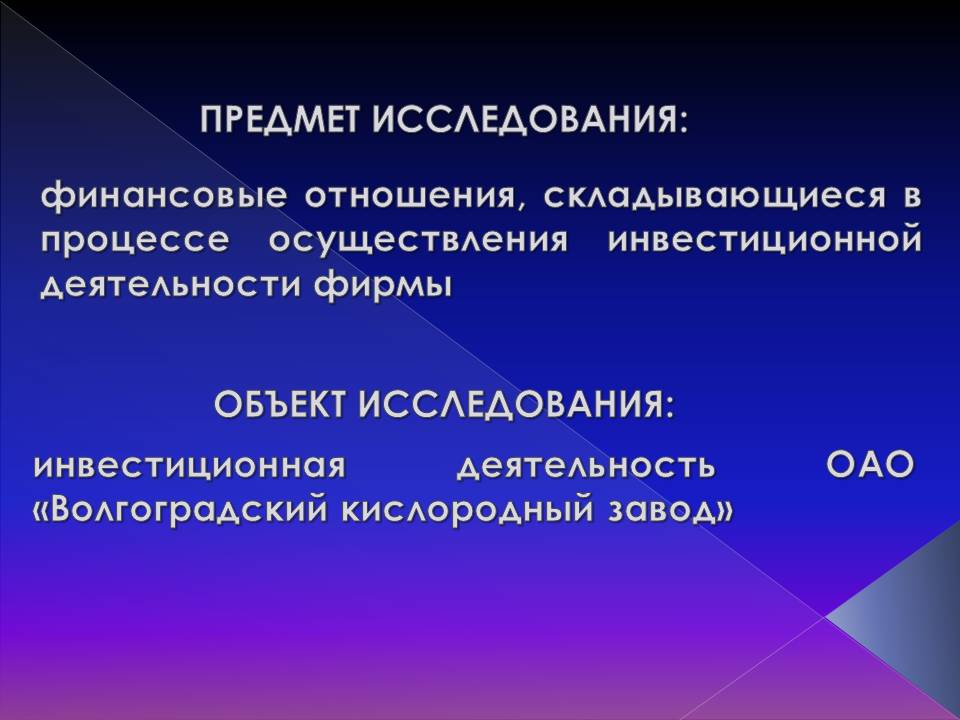 ПРЕДМЕТ ИССЛЕДОВАНИЯ:
финансовые отношения, складывающиеся в
процессе осуществления инвестиционной
деятельности фирмы
ОБЪЕКТ ИССЛЕДОВАНИЯ:
инвестиционная деятельность ОАО
«Волгоградский кислородный завод»